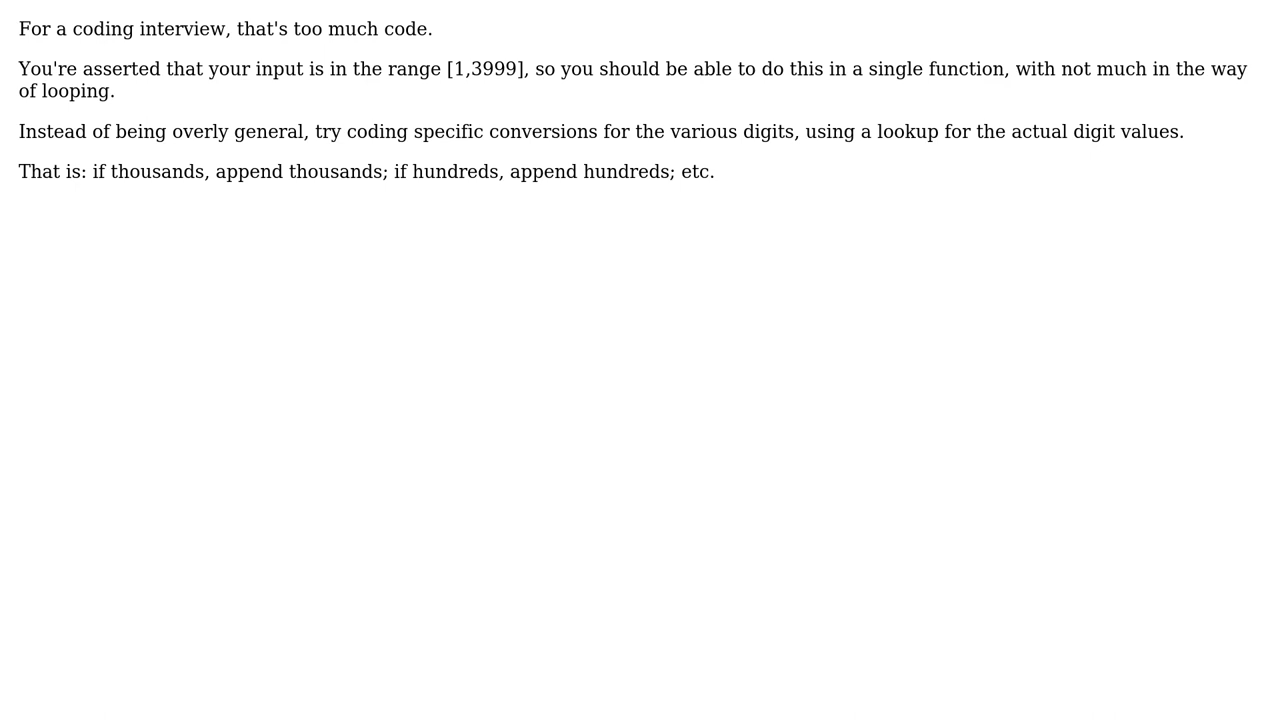 For a coding interview, that's too much code.
You're asserted that your input is in the range [1,3999], so you should be able to do this in a single function, with not much in the way
of looping.
Instead of being overly general, try coding specific conversions for the various digits, using a lookup for the actual digit values.
That is: if thousands, append thousands; if hundreds, append hundreds; etc.